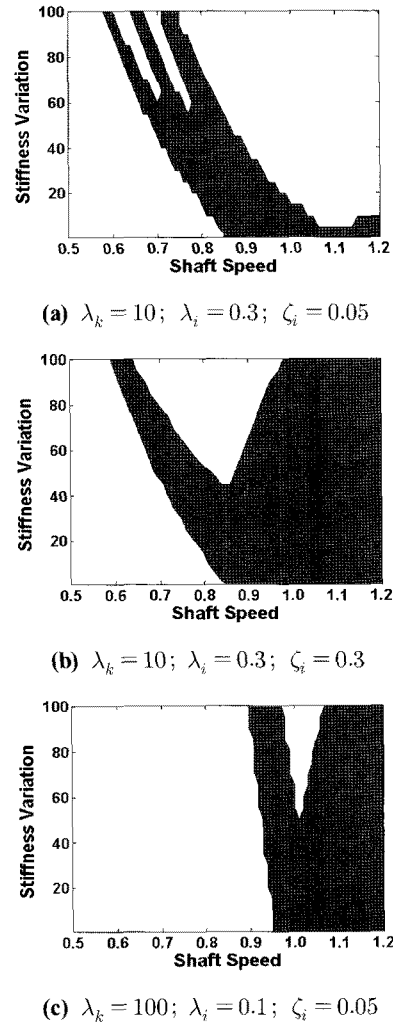 100
80
60
40
20
Stiffness Variation
0.5 0.6 0.7 0.8 0.9 1.0 1.1 1.2
Shaft Speed
(a) λₖ = 10; λᵢ = 0.3; ζᵢ = 0.05
100
80
60
40
20
Stiffness Variation
0.5 0.6 0.7 0.8 0.9 1.0 1.1 1.2
Shaft Speed
(b) λₖ = 10; λᵢ = 0.3; ζᵢ = 0.3
100
80
60
40
20
Stiffness Variation
0.5 0.6 0.7 0.8 0.9 1.0 1.1 1.2
Shaft Speed
(c) λₖ = 100; λᵢ = 0.1; ζᵢ = 0.05